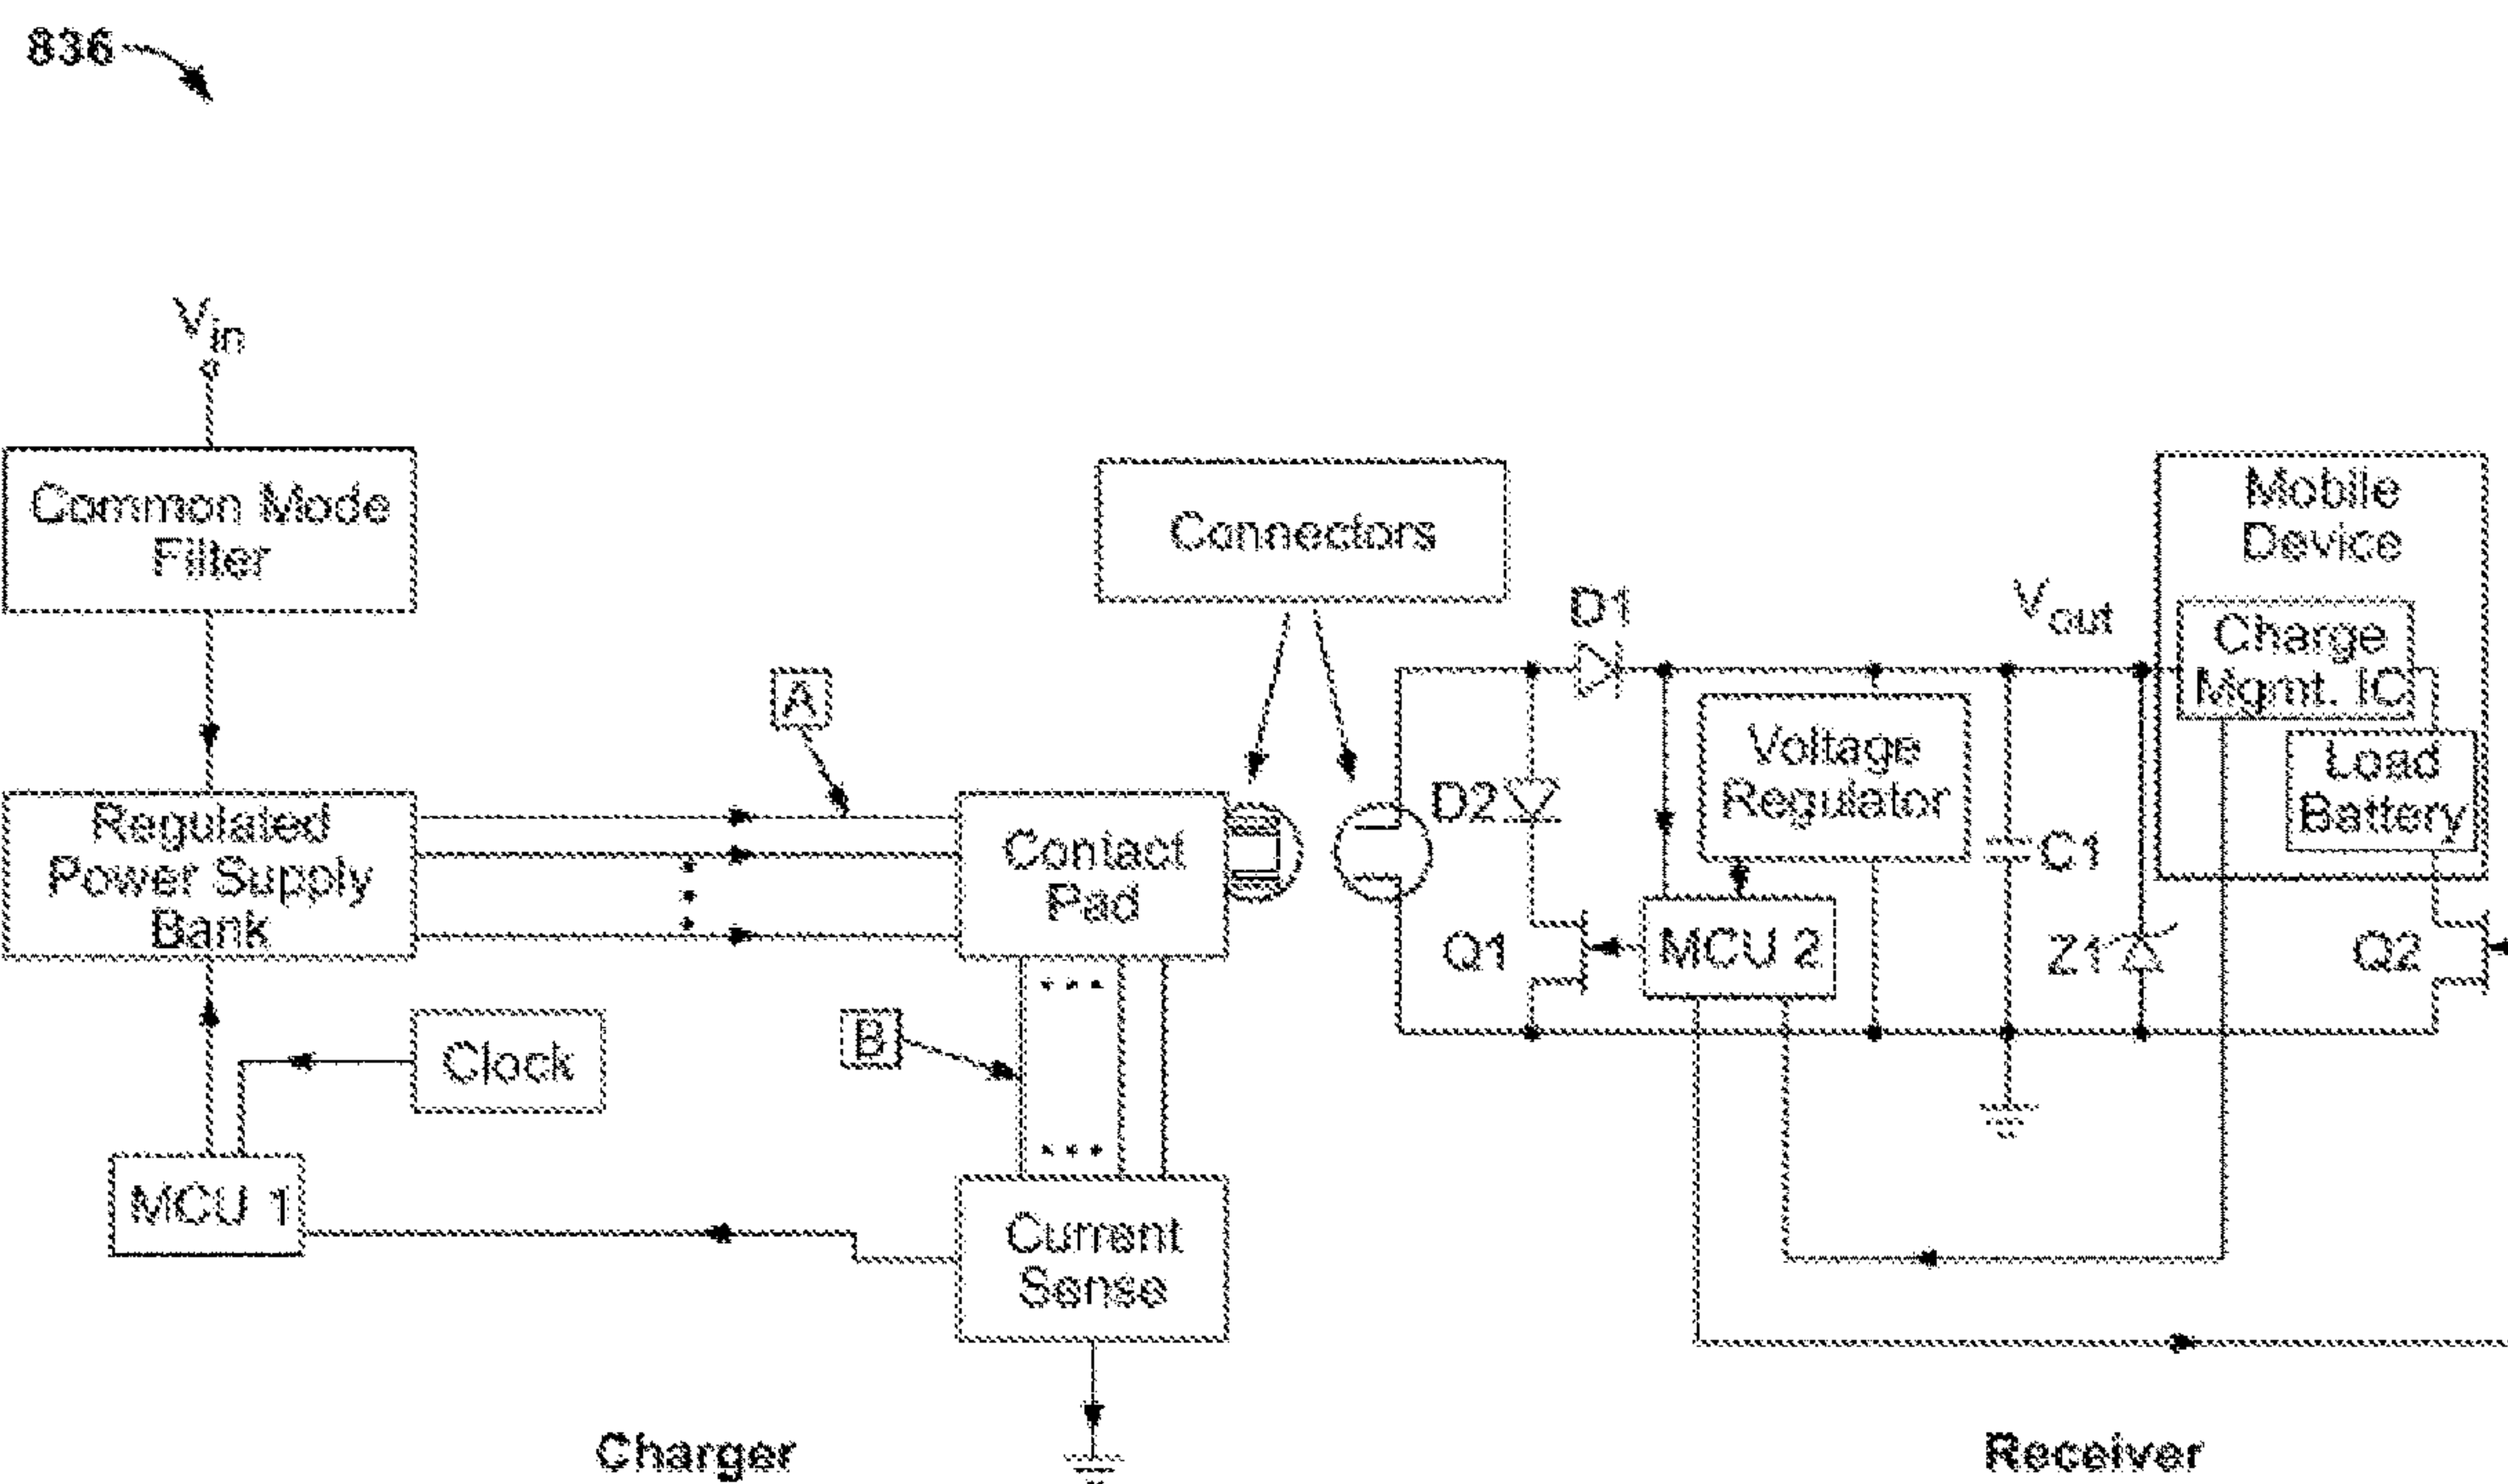 836
Vin
Common Mode
Filter
Connectors
Mobile
Device
D1
Vout
Charge
Mgmt. IC
A
Voltage
Regulator
Load
Battery
D2
Regulated
Power Supply
Bank
Contact
Pad
C1
Q1
MCU 2
Z1
Q2
B
Clock
MCU 1
Current
Sense
Charger
Receiver